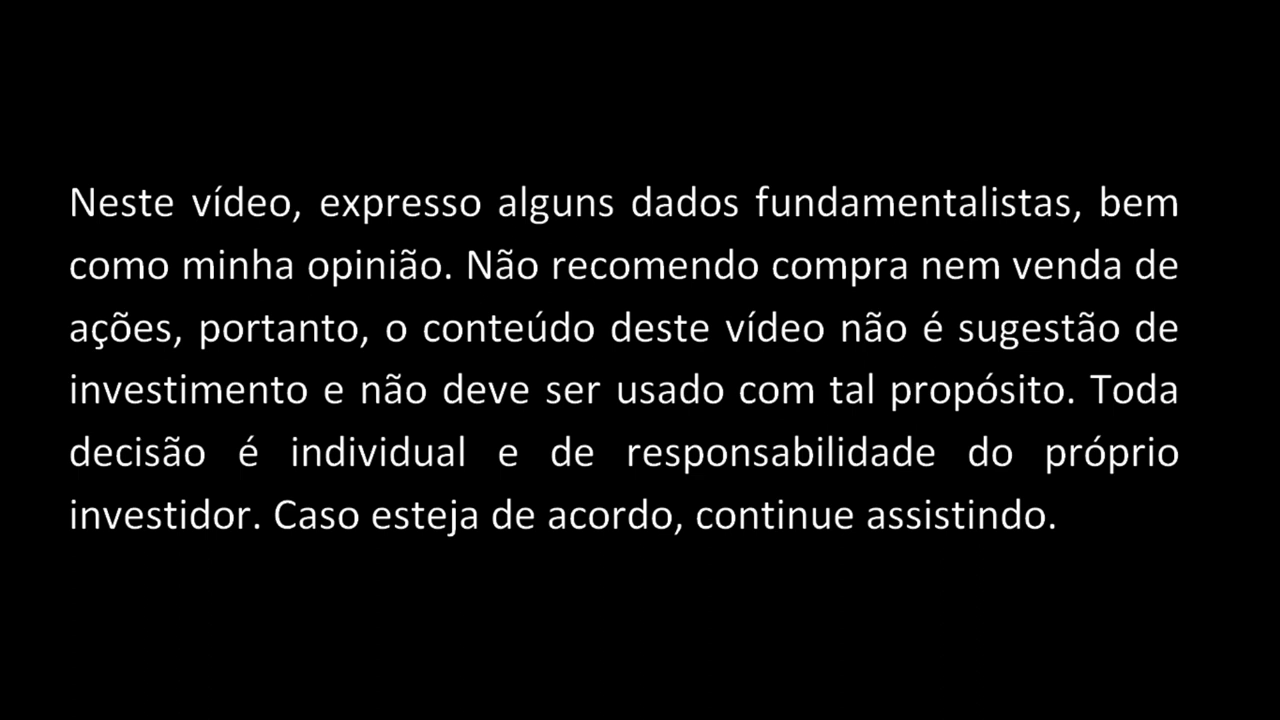 Neste vídeo, expresso alguns dados fundamentalistas, bem
como minha opinião. Não recomendo compra nem venda de
ações, portanto, o conteúdo deste vídeo não é sugestão de
investimento e não deve ser usado com tal propósito. Toda
decisão é individual e de responsabilidade do próprio
investidor. Caso esteja de acordo, continue assistindo.